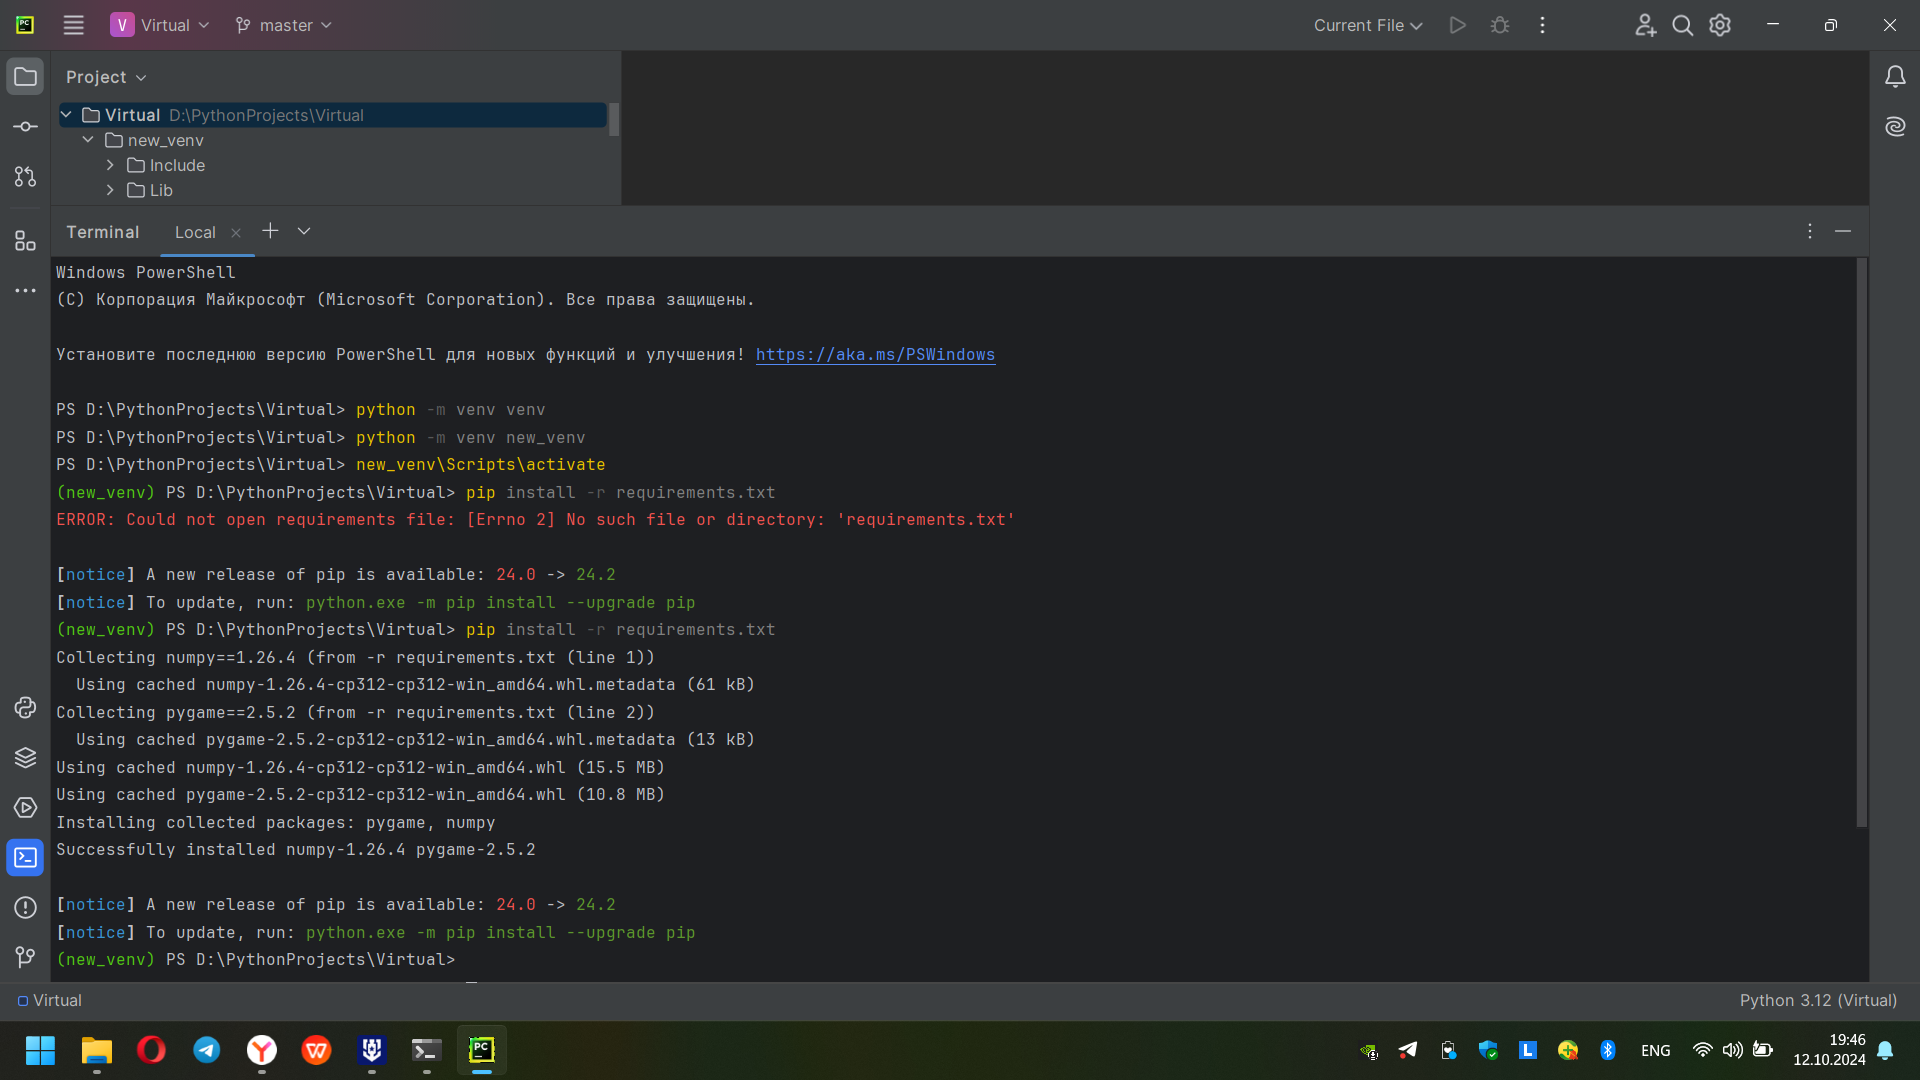 PC
V Virtual
master
Current File
Project
Virtual D:\PythonProjects\Virtual
new_venv
Include
Lib
Terminal Local
Windows PowerShell
(C) Корпорация Майкрософт (Microsoft Corporation). Все права защищены.
Установите последнюю версию PowerShell для новых функций и улучшения! https://aka.ms/PSWindows
PS D:\PythonProjects\Virtual> python -m venv venv
PS D:\PythonProjects\Virtual> python -m venv new_venv
PS D:\PythonProjects\Virtual> new_venv\Scripts\activate
(new_venv) PS D:\PythonProjects\Virtual> pip install -r requirements.txt
ERROR: Could not open requirements file: [Errno 2] No such file or directory: 'requirements.txt'
[notice] A new release of pip is available: 24.0 -> 24.2
[notice] To update, run: python.exe -m pip install --upgrade pip
(new_venv) PS D:\PythonProjects\Virtual> pip install -r requirements.txt
Collecting numpy==1.26.4 (from -r requirements.txt (line 1))
Using cached numpy-1.26.4-cp312-cp312-win_amd64.whl.metadata (61 kB)
Collecting pygame==2.5.2 (from -r requirements.txt (line 2))
Using cached pygame-2.5.2-cp312-cp312-win_amd64.whl.metadata (13 kB)
Using cached numpy-1.26.4-cp312-cp312-win_amd64.whl (15.5 MB)
Using cached pygame-2.5.2-cp312-cp312-win_amd64.whl (10.8 MB)
Installing collected packages: pygame, numpy
Successfully installed numpy-1.26.4 pygame-2.5.2
[notice] A new release of pip is available: 24.0 -> 24.2
[notice] To update, run: python.exe -m pip install --upgrade pip
(new_venv) PS D:\PythonProjects\Virtual>
Virtual
Python 3.12 (Virtual)
PC
L
ENG
19:46
12.10.2024